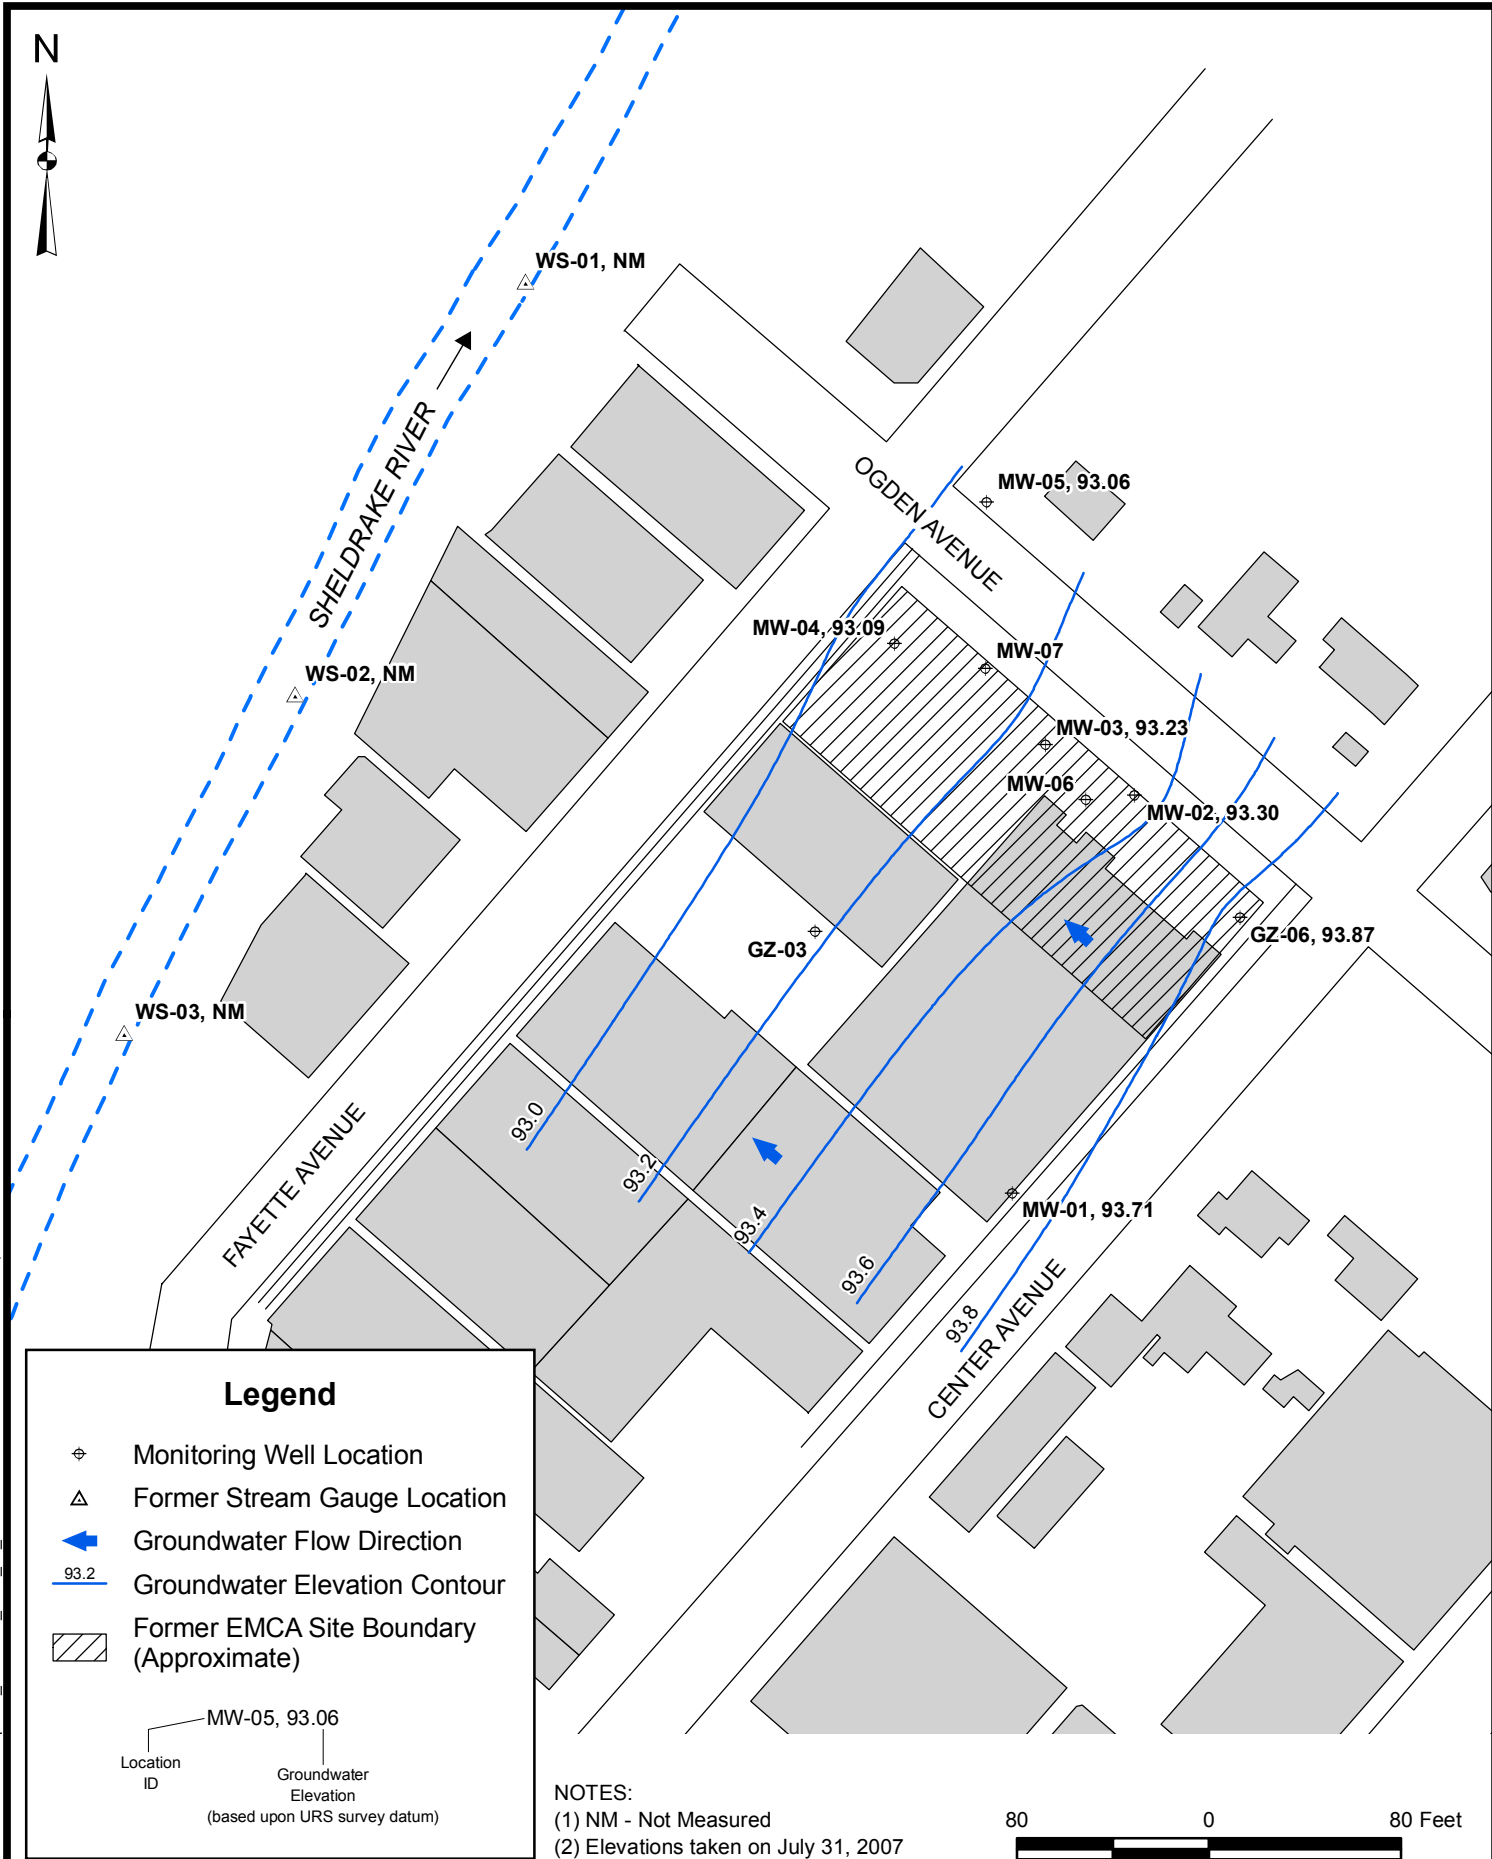 N
WS-01, NM
SHELDRAKE RIVER
OGDEN AVENUE
MW-05, 93.06
MW-04, 93.09
MW-07
WS-02, NM
MW-03, 93.23
MW-06
MW-02, 93.30
GZ-03
GZ-06, 93.87
WS-03, NM
93.0
93.2
93.4
93.6
93.8
MW-01, 93.71
FAYETTE AVENUE
CENTER AVENUE
Legend
Monitoring Well Location
Former Stream Gauge Location
Groundwater Flow Direction
93.2
Groundwater Elevation Contour
Former EMCA Site Boundary
(Approximate)
MW-05, 93.06
Location
ID
Groundwater
Elevation
(based upon URS survey datum)
NOTES:
(1) NM - Not Measured
(2) Elevations taken on July 31, 2007
80 0 80 Feet